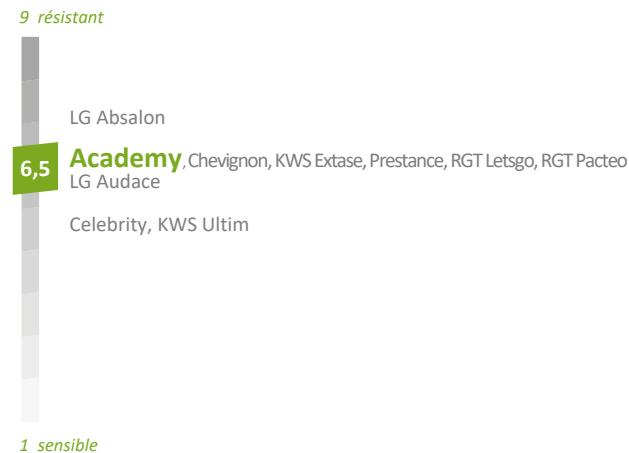 9 résistant
LG Absalon
6,5
Academy, Chevignon, KWS Extase, Prestance, RGT Letsgo, RGT Pacteo
LG Audace
Celebrity, KWS Ultim
1 sensible